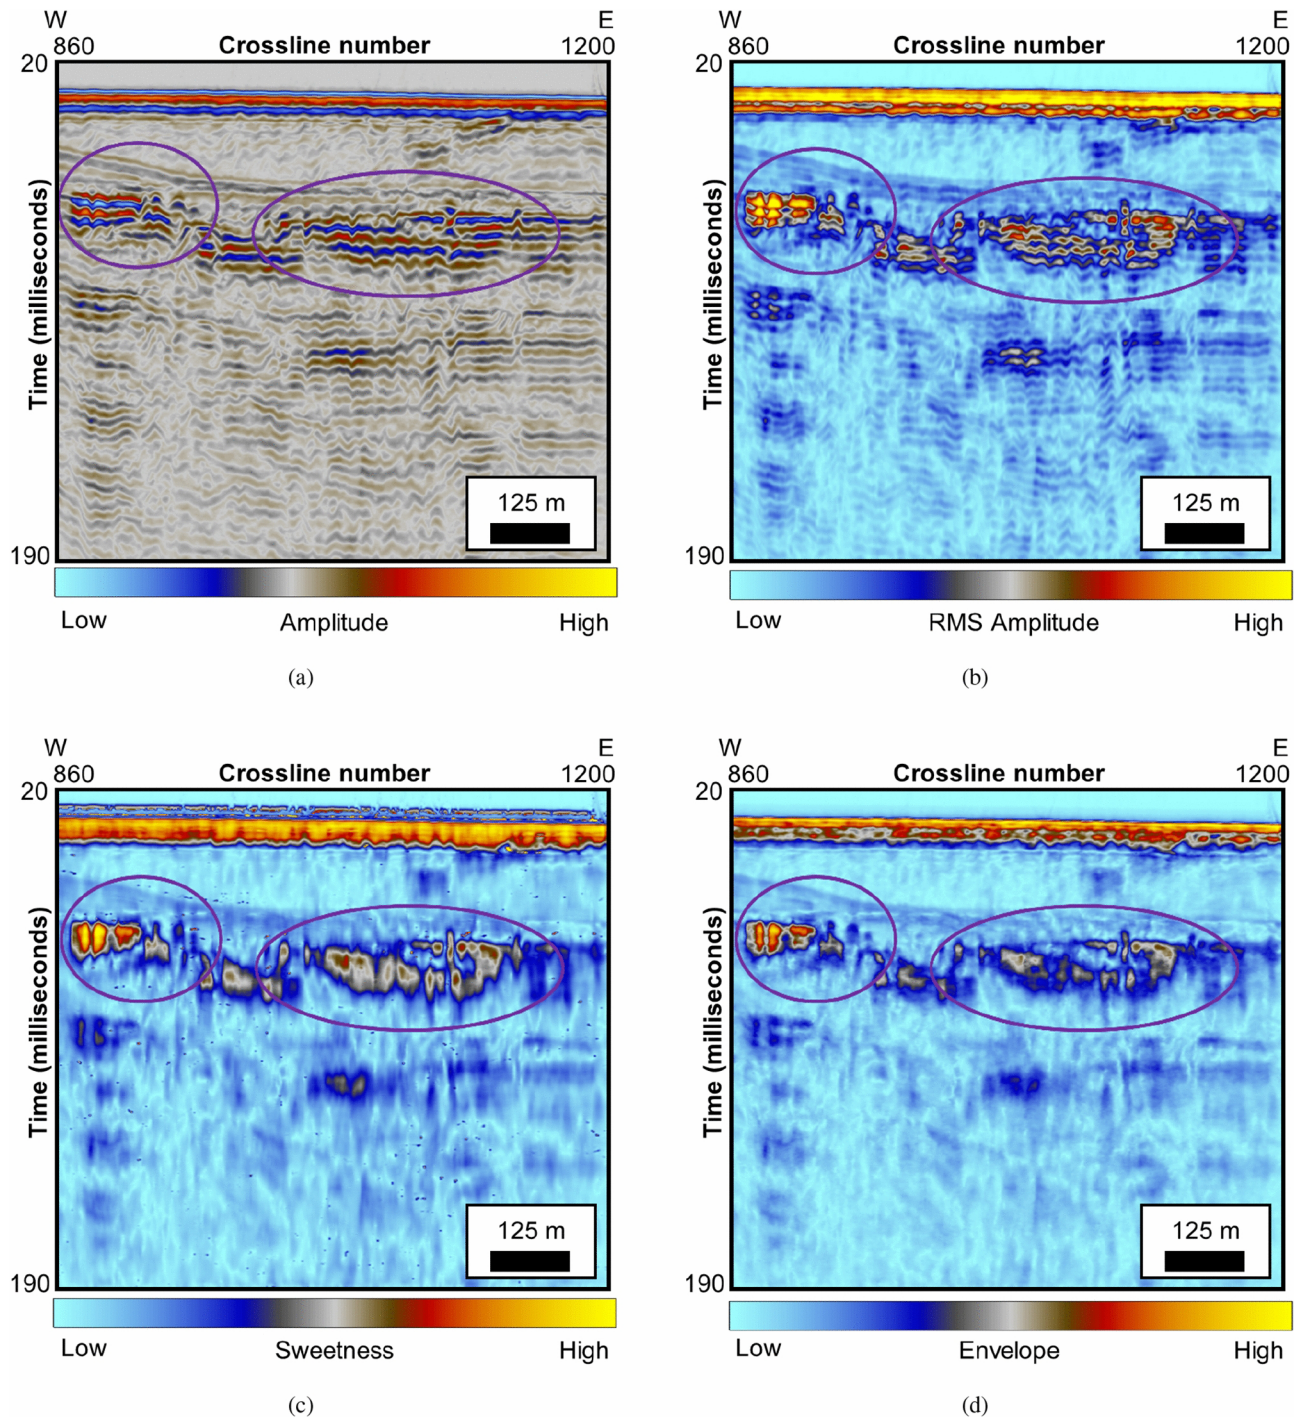 W E
860 Crossline number 1200
20
Time (milliseconds)
125 m
190
Low Amplitude High
(a)
W E
860 Crossline number 1200
20
Time (milliseconds)
125 m
190
Low RMS Amplitude High
(b)
W E
860 Crossline number 1200
20
Time (milliseconds)
125 m
190
Low Sweetness High
(c)
W E
860 Crossline number 1200
20
Time (milliseconds)
125 m
190
Low Envelope High
(d)